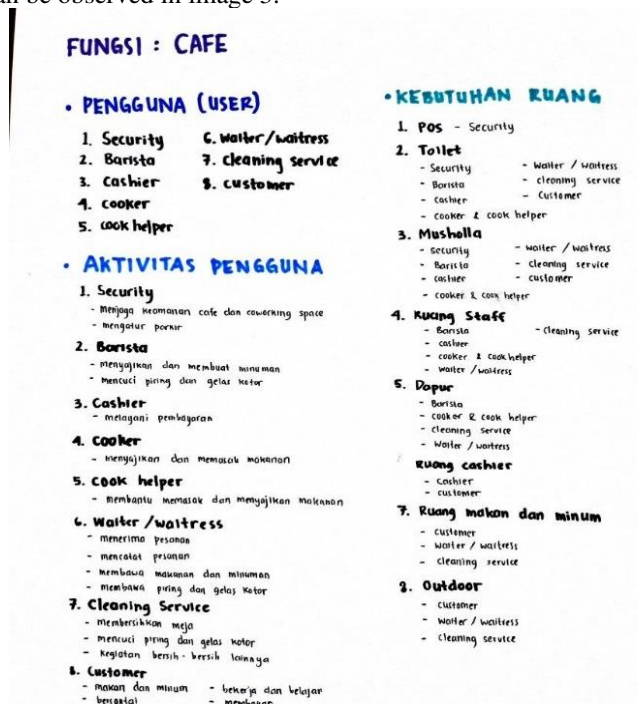 can be observed in image 3.
FUNGSI : CAFE
• PENGGUNA (USER)
1. Security
2. Barista
3. Cashier
4. cooker
5. cook helper
6. Waiter/waitress
7. cleaning service
8. customer
• AKTIVITAS PENGGUNA
1. Security
- menjaga keamanan cafe dan coworking space
- mengatur parkir
2. Barista
- menyajikan dan membuat minuman
- mencuci piring dan gelas kotor
3. Cashier
- melayani pembayaran
4. Cooker
- menyajikan dan memasak makanan
5. Cook helper
- membantu memasak dan menyajikan makanan
6. Waiter/waitress
- menerima pesanan
- mencatat pesanan
- membawa makanan dan minuman
- membawa piring dan gelas kotor
7. Cleaning Service
- membersihkan meja
- mencuci piring dan gelas kotor
- Kegiatan bersih-bersih lainnya
8. Customer
- makan dan minum
- bersantai
- bekerja dan belajar
- membayar
• KEBUTUHAN RUANG
1. POS - Security
2. Toilet
- Security
- Barista
- cashier
- cooker & cook helper
- Waiter / waitress
- cleaning service
- Customer
3. Musholla
- security
- Barista
- cashier
- cooker & cook helper
- waiter / waitress
- cleaning service
- customer
4. Ruang Staff
- Barista
- cashier
- cooker & cook helper
- waiter / waitress
- cleaning service
5. Dapur
- Barista
- cooker & cook helper
- cleaning service
- Waiter / waitress
Ruang cashier
- cashier
- customer
7. Ruang makan dan minum
- customer
- waiter / waitress
- cleaning service
8. Outdoor
- customer
- waiter / waitress
- cleaning service